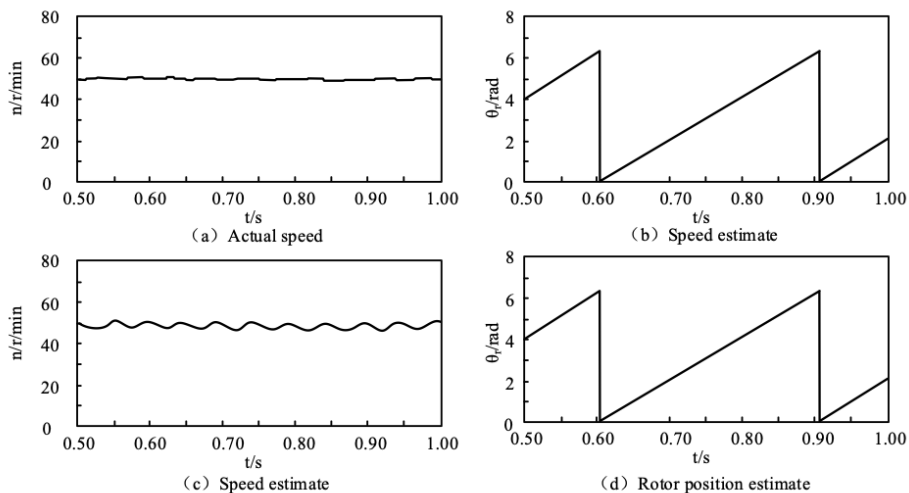 80
60
40
20
0
n/r/min
0.50 0.60 0.70 0.80 0.90 1.00
t/s
（a）Actual speed
8
6
4
2
0
θr/rad
0.50 0.60 0.70 0.80 0.90 1.00
t/s
（b）Speed estimate
80
60
40
20
0
n/r/min
0.50 0.60 0.70 0.80 0.90 1.00
t/s
（c）Speed estimate
8
6
4
2
0
θr/rad
0.50 0.60 0.70 0.80 0.90 1.00
t/s
（d）Rotor position estimate